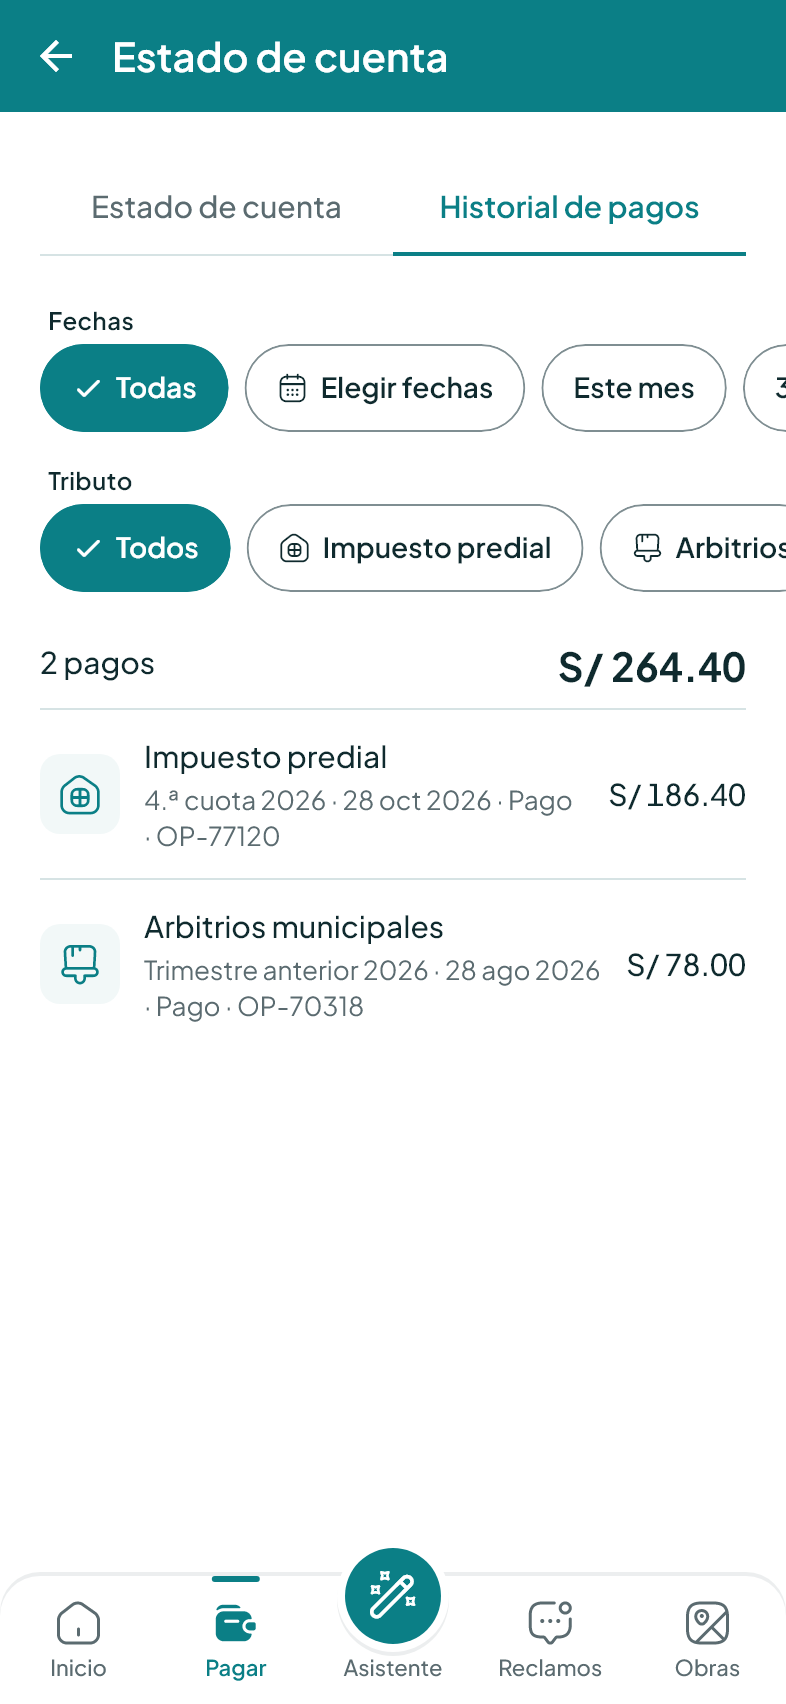 Estado de cuenta
Estado de cuenta
Historial de pagos
Fechas
Todas
Elegir fechas
Este mes
3
Tributo
Todos
Impuesto predial
Arbitrios
2 pagos
S/ 264.40
Impuesto predial
4.ª cuota 2026 · 28 oct 2026 · Pago
· OP-77120
S/ 186.40
Arbitrios municipales
Trimestre anterior 2026 · 28 ago 2026
· Pago · OP-70318
S/ 78.00
Inicio
Pagar
Asistente
Reclamos
Obras